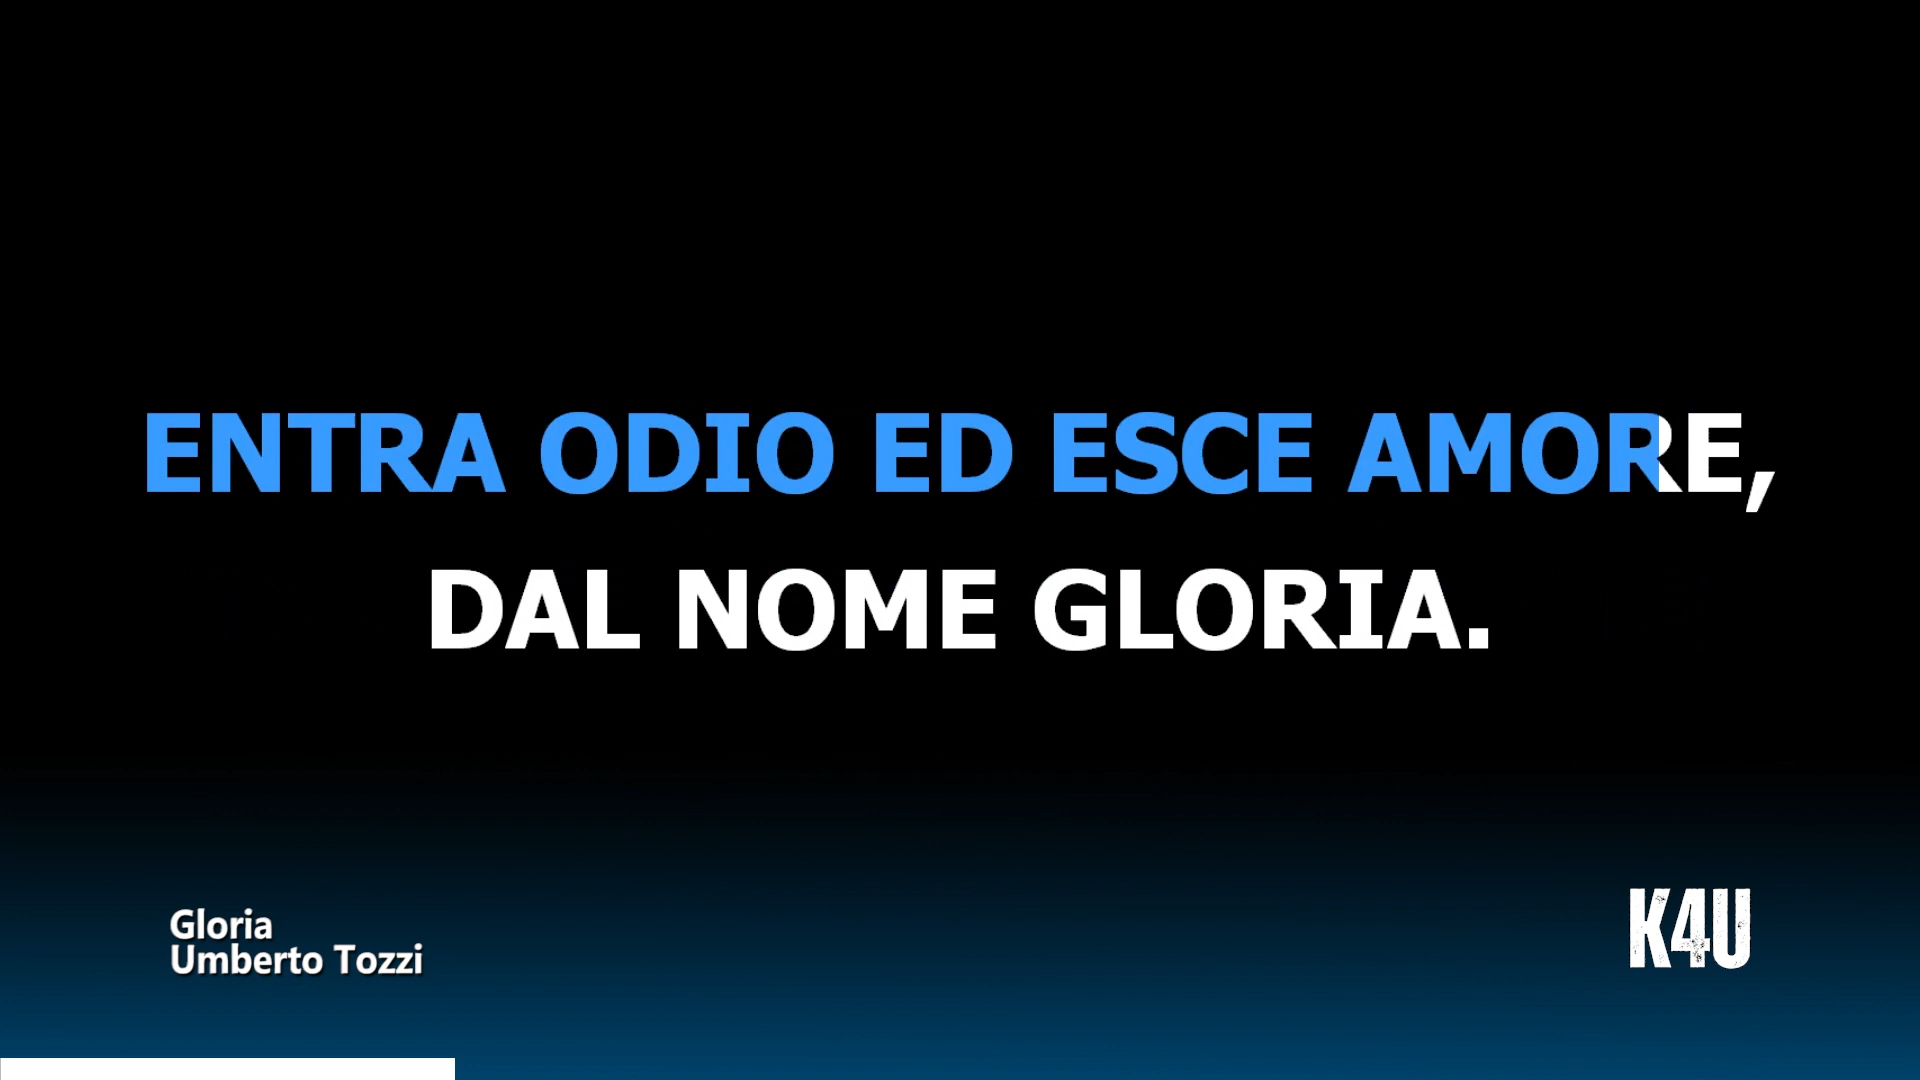 ENTRA ODIO ED ESCE AMORE,
DAL NOME GLORIA.
Gloria
Umberto Tozzi
K4U